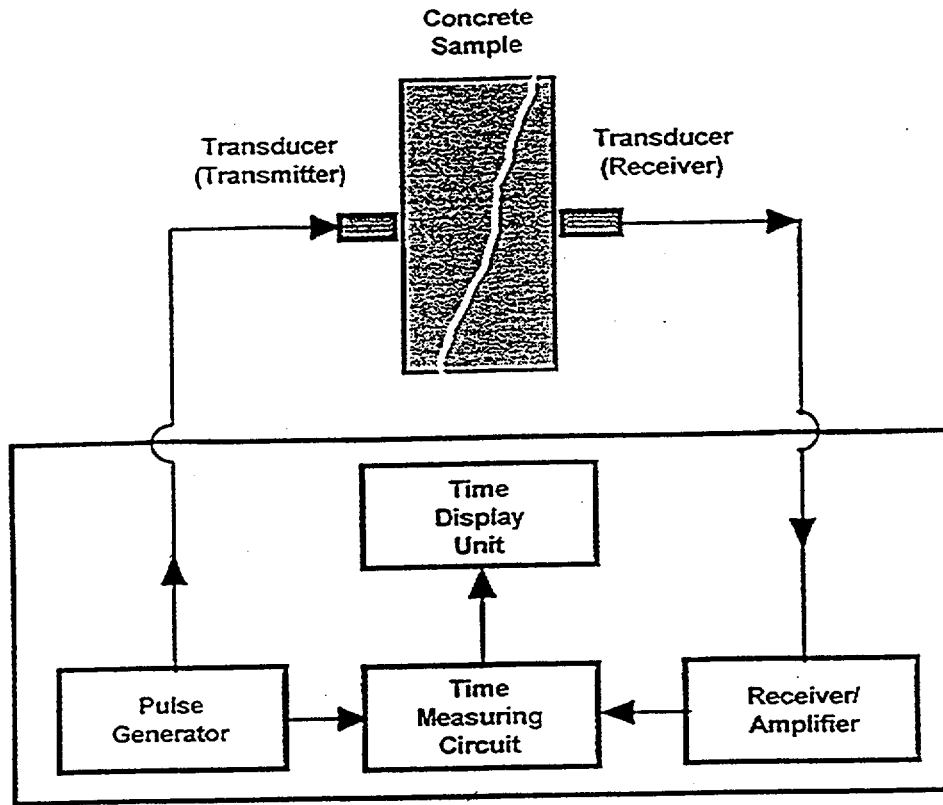 Concrete
Sample
Transducer
(Transmitter)
Transducer
(Receiver)
Time
Display
Unit
Pulse
Generator
Time
Measuring
Circuit
Receiver/
Amplifier